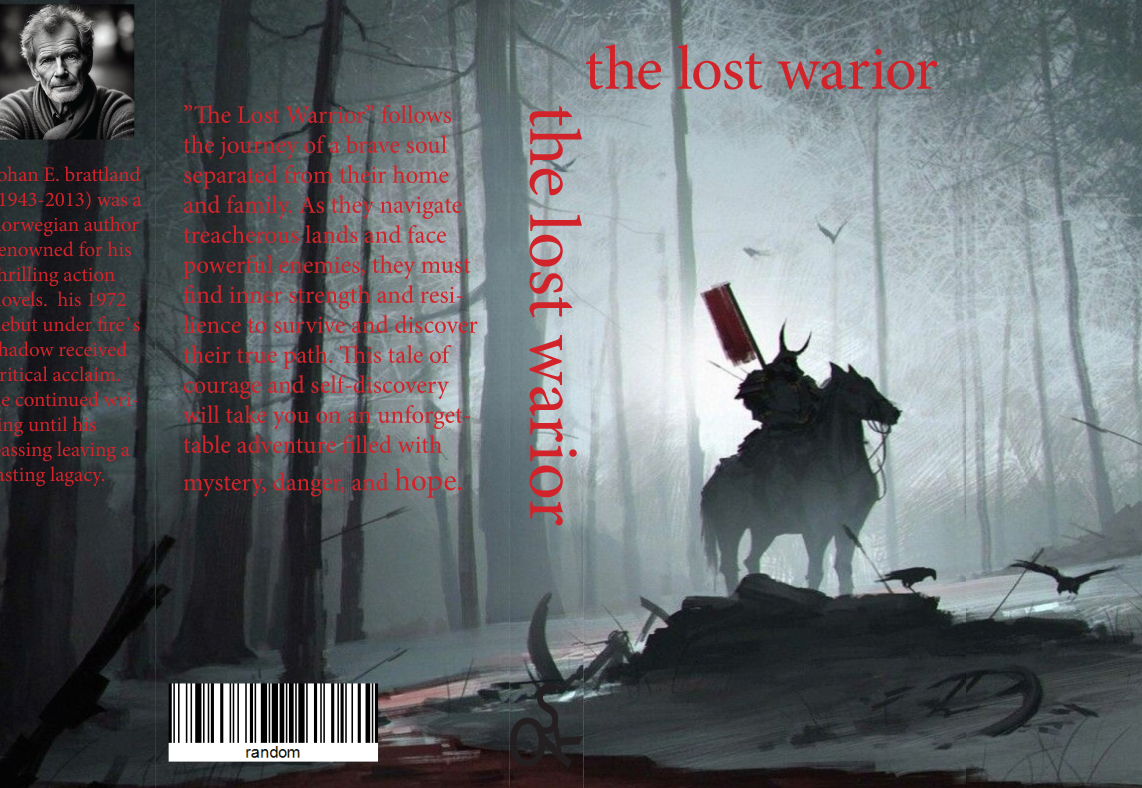 ohan E. brattland
1943-2013) was a
orwegian author
enowned for his
hrilling action
ovels.  his 1972
ebut under fire's
hadow received
ritical acclaim.
e continued wri
ing until his
assing leaving a
asting lagacy.
”The Lost Warrior” follows
the journey of a brave soul
separated from their home
and family. As they navigate
treacherous lands and face
powerful enemies, they must
find inner strength and resi-
lience to survive and discover
their true path. This tale of
courage and self-discovery
will take you on an unforget-
table adventure filled with
mystery, danger, and hope.
random
the lost warior
the lost warior